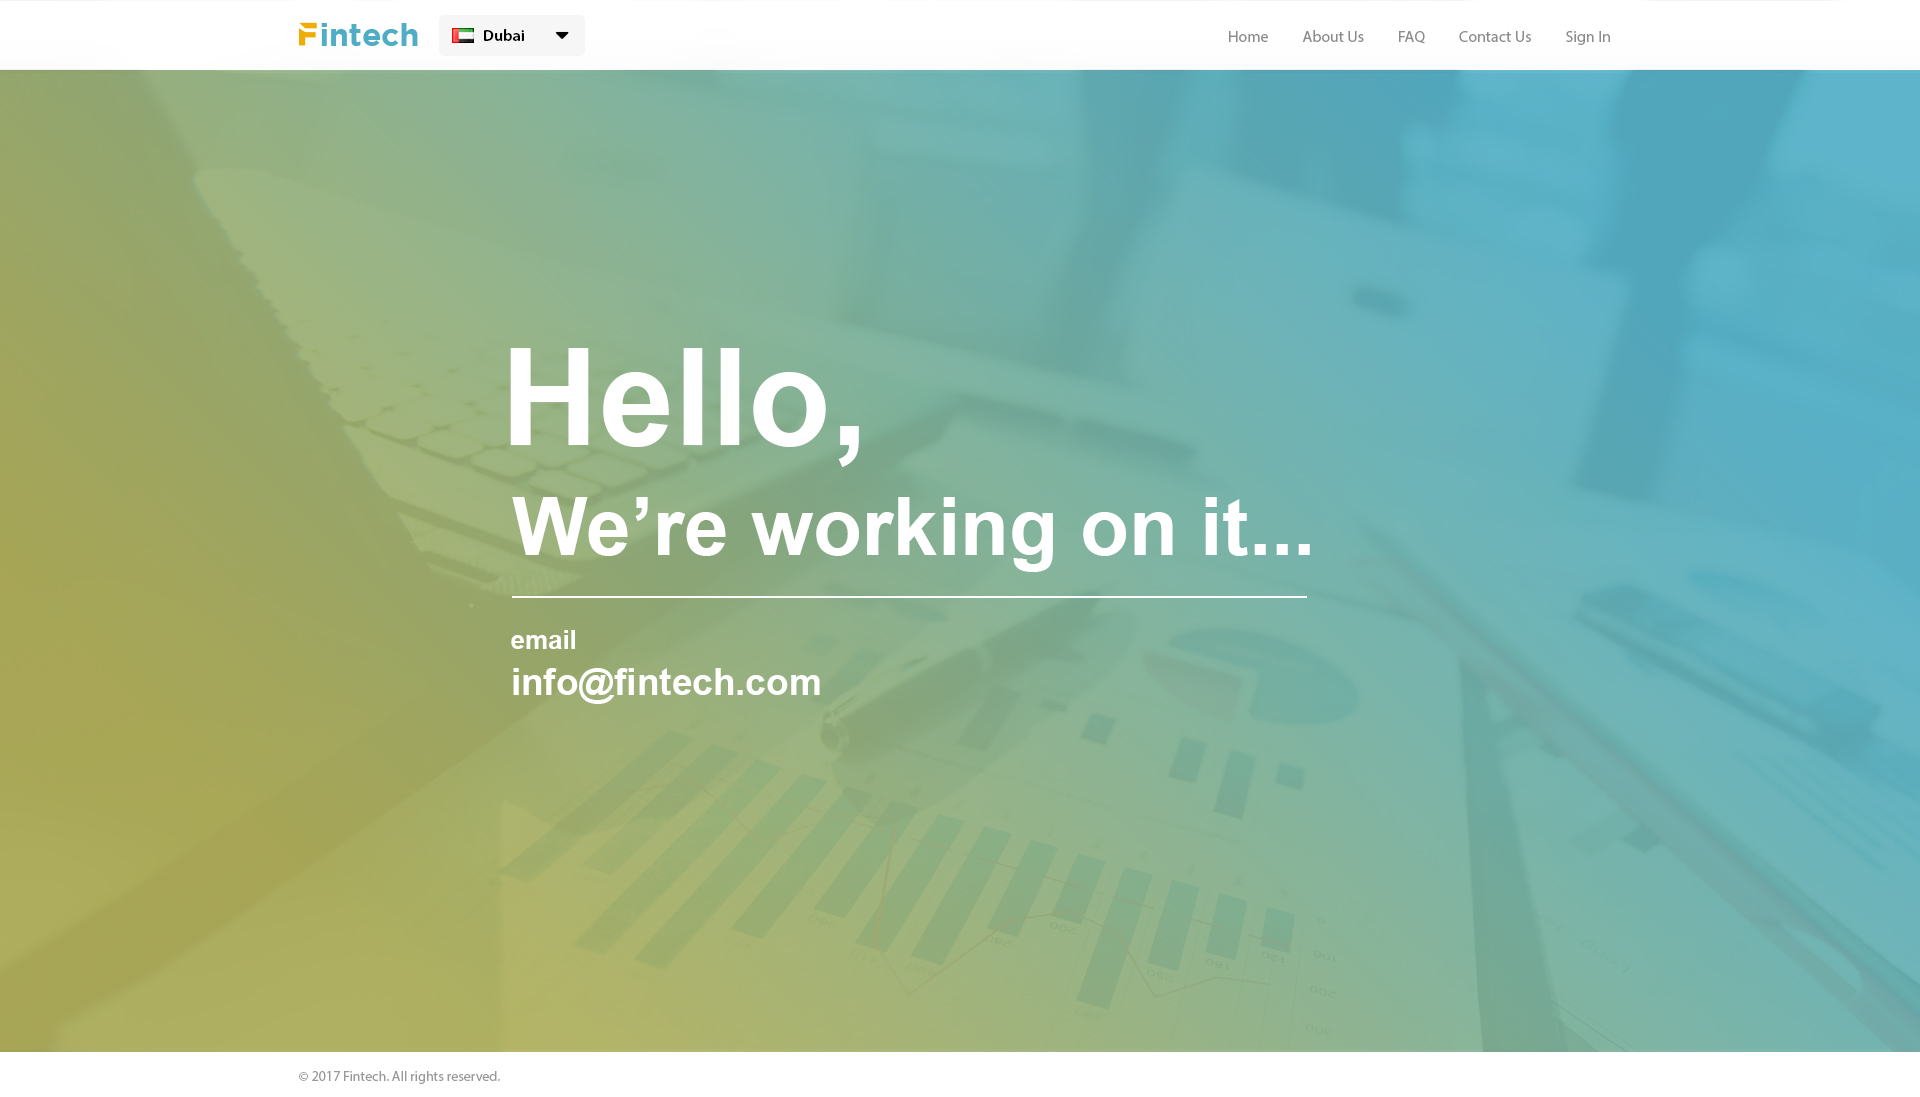 Fintech
Dubai
Home
About Us
FAQ
Contact Us
Sign In
Hello,
We’re working on it...
email
info@fintech.com
© 2017 Fintech. All rights reserved.